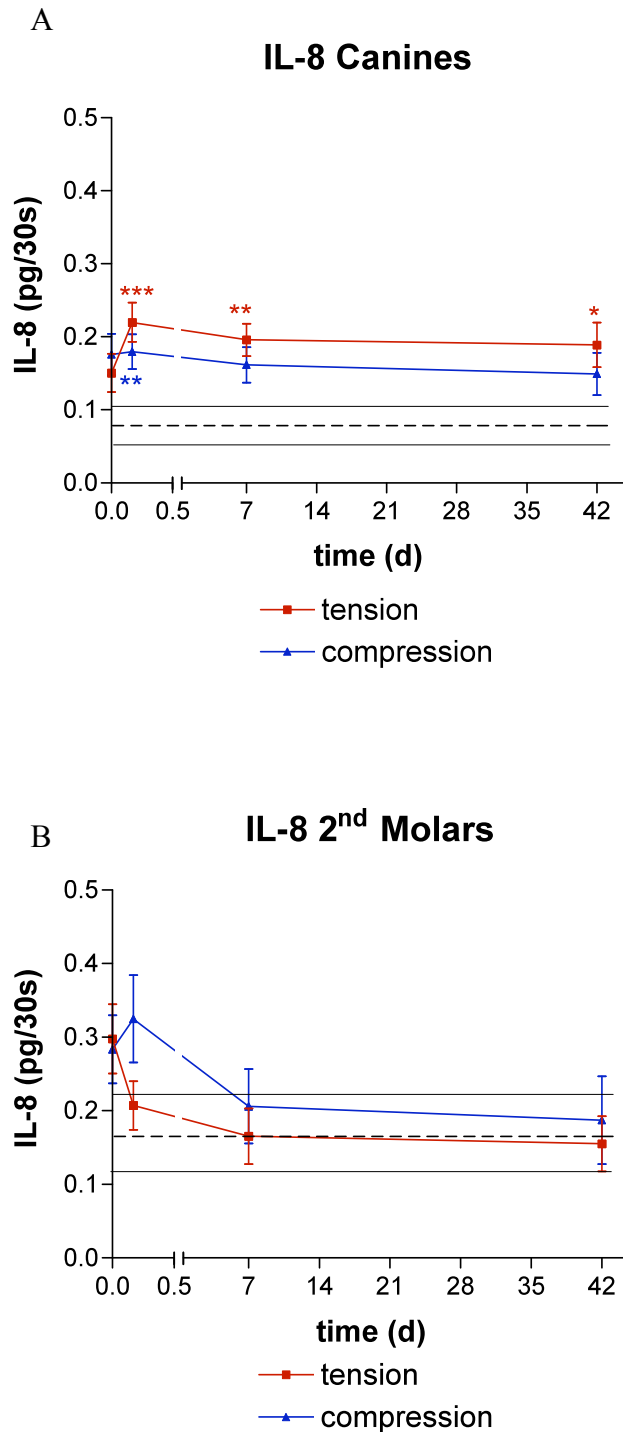 A
IL-8 Canines
IL-8 (pg/30s)
0.5
0.4
0.3
0.2
0.1
0.0
***
**
*
**
0.0 0.5 7 14 21 28 35 42
time (d)
tension
compression
B
IL-8 2nd Molars
IL-8 (pg/30s)
0.5
0.4
0.3
0.2
0.1
0.0
0.0 0.5 7 14 21 28 35 42
time (d)
tension
compression